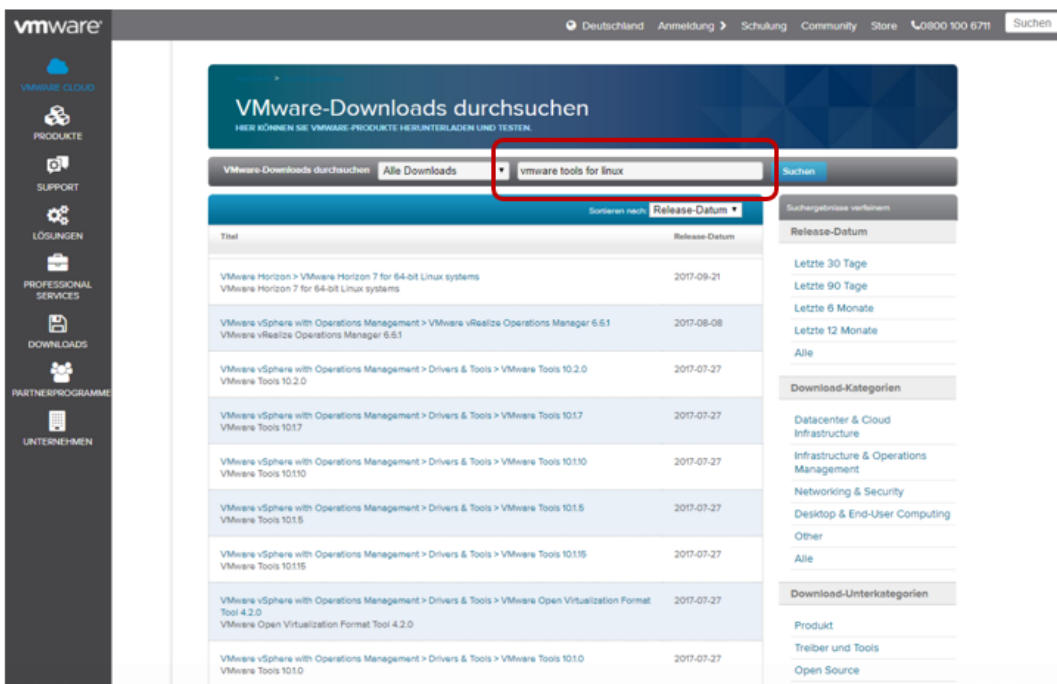 vmware
Deutschland Anmeldung Schulung Community Store 0800 100 6711 Suchen
VMWARE CLOUD
PRODUKTE
SUPPORT
LÖSUNGEN
PROFESSIONAL
SERVICES
DOWNLOADS
PARTNERPROGRAMME
UNTERNEHMEN
VMware-Downloads durchsuchen
HIER KÖNNEN SIE VMWARE-PRODUKTE HERUNTERLADEN UND TESTEN.
VMware-Downloads durchsuchen Alle Downloads vmware tools for linux Suchen
Sortieren nach: Release-Datum
Titel Release-Datum
VMware Horizon > VMware Horizon 7 for 64-bit Linux systems 2017-09-21
VMware Horizon 7 for 64-bit Linux systems
VMware vSphere with Operations Management > VMware vRealize Operations Manager 6.6.1 2017-08-08
VMware vRealize Operations Manager 6.6.1
VMware vSphere with Operations Management > Drivers & Tools > VMware Tools 10.2.0 2017-07-27
VMware Tools 10.2.0
VMware vSphere with Operations Management > Drivers & Tools > VMware Tools 10.1.7 2017-07-27
VMware Tools 10.1.7
VMware vSphere with Operations Management > Drivers & Tools > VMware Tools 10.1.10 2017-07-27
VMware Tools 10.1.10
VMware vSphere with Operations Management > Drivers & Tools > VMware Tools 10.1.5 2017-07-27
VMware Tools 10.1.5
VMware vSphere with Operations Management > Drivers & Tools > VMware Tools 10.1.15 2017-07-27
VMware Tools 10.1.15
VMware vSphere with Operations Management > Drivers & Tools > VMware Open Virtualization Format 2017-07-27
Tool 4.2.0
VMware Open Virtualization Format Tool 4.2.0
VMware vSphere with Operations Management > Drivers & Tools > VMware Tools 10.1.0 2017-07-27
VMware Tools 10.1.0
Suchergebnisse verfeinern
Release-Datum
Letzte 30 Tage
Letzte 90 Tage
Letzte 6 Monate
Letzte 12 Monate
Alle
Download-Kategorien
Datacenter & Cloud
Infrastructure
Infrastructure & Operations
Management
Networking & Security
Desktop & End-User Computing
Other
Alle
Download-Unterkategorien
Produkt
Treiber und Tools
Open Source